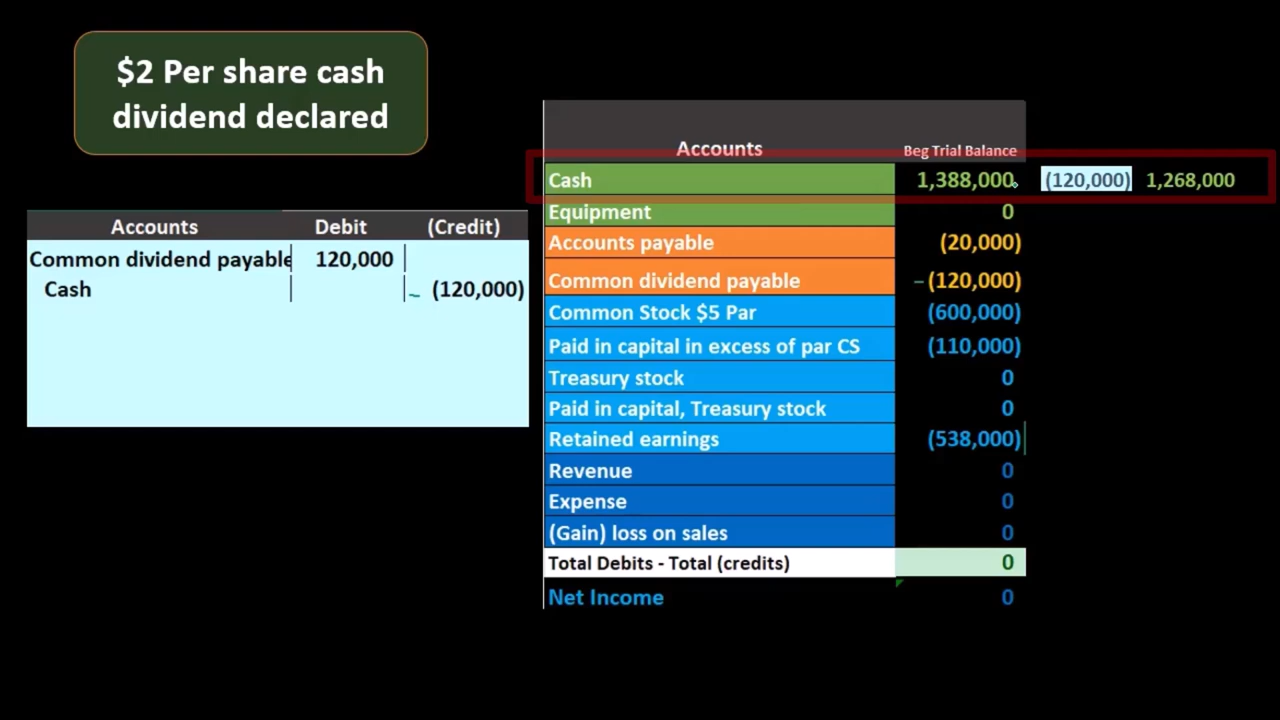 $2 Per share cash
dividend declared
Accounts Debit (Credit)
Common dividend payable 120,000
Cash (120,000)
Accounts Beg Trial Balance
Cash 1,388,000 (120,000) 1,268,000
Equipment 0
Accounts payable (20,000)
Common dividend payable (120,000)
Common Stock $5 Par (600,000)
Paid in capital in excess of par CS (110,000)
Treasury stock 0
Paid in capital, Treasury stock 0
Retained earnings (538,000)
Revenue 0
Expense 0
(Gain) loss on sales 0
Total Debits - Total (credits) 0
Net Income 0